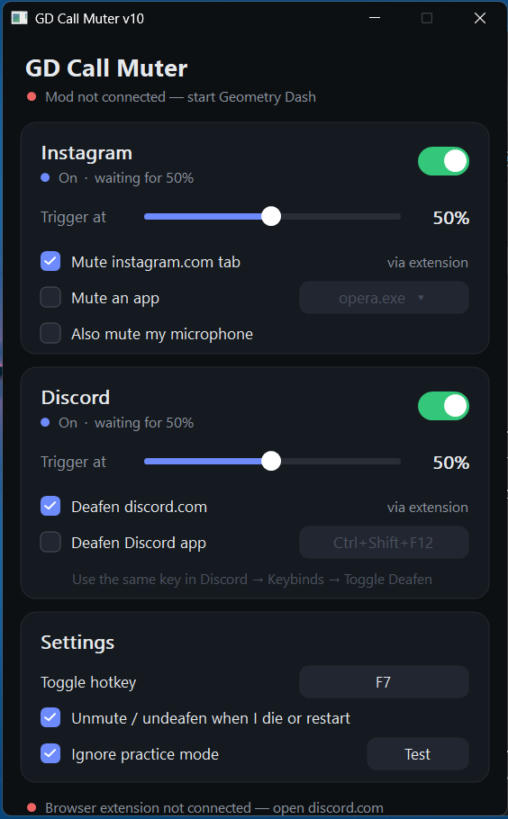 GD Call Muter v10
GD Call Muter
Mod not connected — start Geometry Dash
Instagram
On · waiting for 50%
Trigger at 50%
Mute instagram.com tab via extension
Mute an app opera.exe
Also mute my microphone
Discord
On · waiting for 50%
Trigger at 50%
Deafen discord.com via extension
Deafen Discord app Ctrl+Shift+F12
Use the same key in Discord → Keybinds → Toggle Deafen
Settings
Toggle hotkey F7
Unmute / undeafen when I die or restart
Ignore practice mode Test
Browser extension not connected — open discord.com